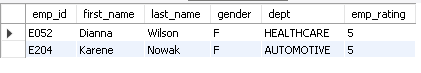 emp_id first_name last_name gender dept emp_rating
E052 Dianna Wilson F HEALTHCARE 5
E204 Karene Nowak F AUTOMOTIVE 5